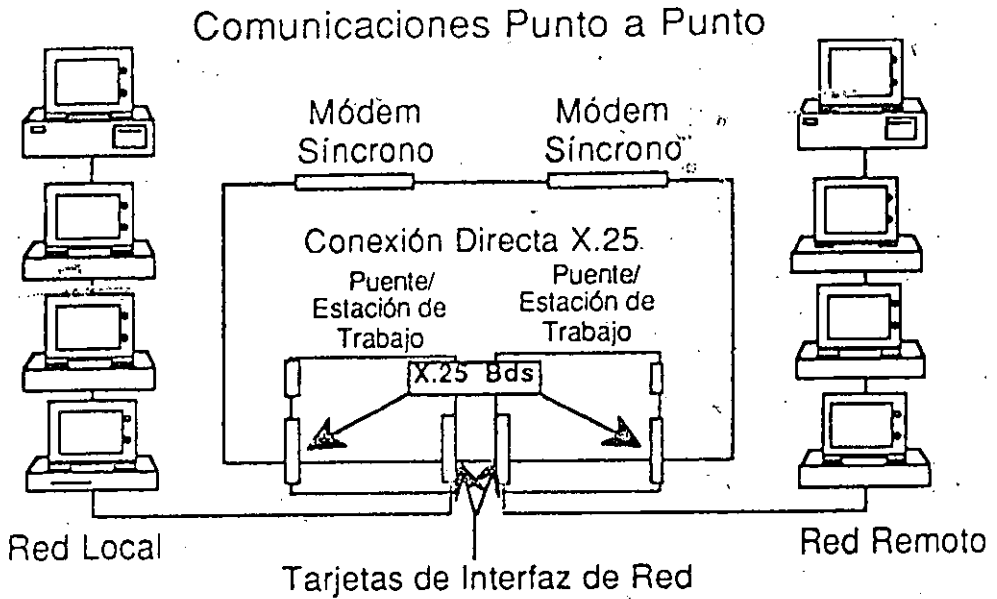 Comunicaciones Punto a Punto
Módem
Síncrono
Módem
Síncrono
Conexión Directa X.25
Puente/
Estación de
Trabajo
Puente/
Estación de
Trabajo
X.25 Bds
Red Local
Red Remoto
Tarjetas de Interfaz de Red